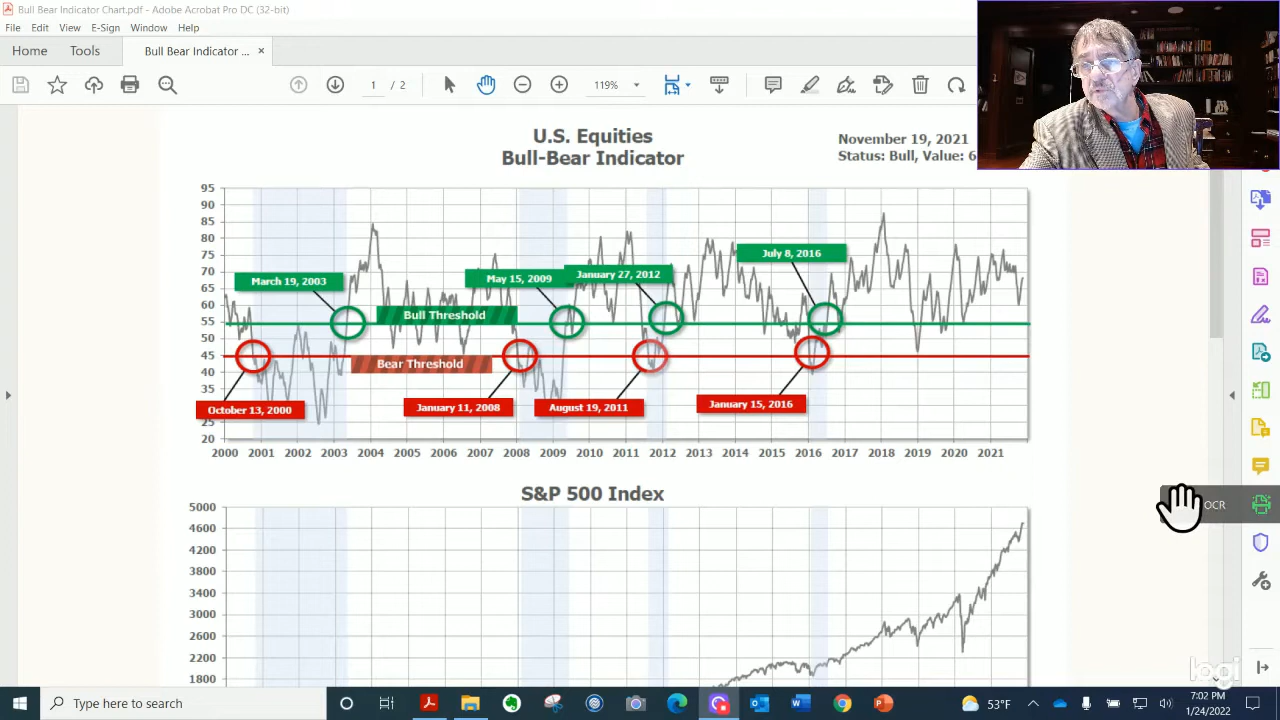 Bull Bear Indicator Chart.pdf - Adobe Acrobat Pro DC (32-bit)
File Edit View E-Sign Window Help
Home Tools Bull Bear Indicator ... ×
1 / 2 119%
U.S. Equities
Bull-Bear Indicator
November 19, 2021
Status: Bull, Value: 6
95
90
85
80
75
70
65
60
55
50
45
40
35
30
25
20
March 19, 2003
May 15, 2009
January 27, 2012
July 8, 2016
Bull Threshold
Bear Threshold
October 13, 2000
January 11, 2008
August 19, 2011
January 15, 2016
2000 2001 2002 2003 2004 2005 2006 2007 2008 2009 2010 2011 2012 2013 2014 2015 2016 2017 2018 2019 2020 2021
S&P 500 Index
5000
4600
4200
3800
3400
3000
2600
2200
1800
OCR
logi
Type here to search
53°F
7:02 PM
1/24/2022